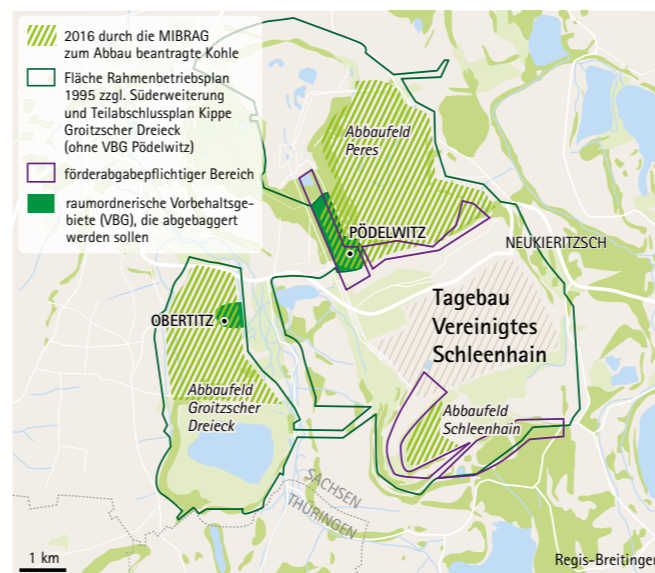 2016 durch die MIBRAG
zum Abbau beantragte Kohle
Fläche Rahmenbetriebsplan
1995 zzgl. Süderweiterung
und Teilabschlussplan Kippe
Groitzscher Dreieck
(ohne VBG Pödelwitz)
förderabgabepflichtiger Bereich
raumordnerische Vorbehaltsge-
biete (VBG), die abgebaggert
werden sollen
Abbaufeld
Peres
PÖDELWITZ
NEUKIERITZSCH
Tagebau
Vereinigtes
Schleenhain
OBERTITZ
Abbaufeld
Groitzscher
Dreieck
Abbaufeld
Schleenhain
SACHSEN
THÜRINGEN
1 km
Regis-Breitingen